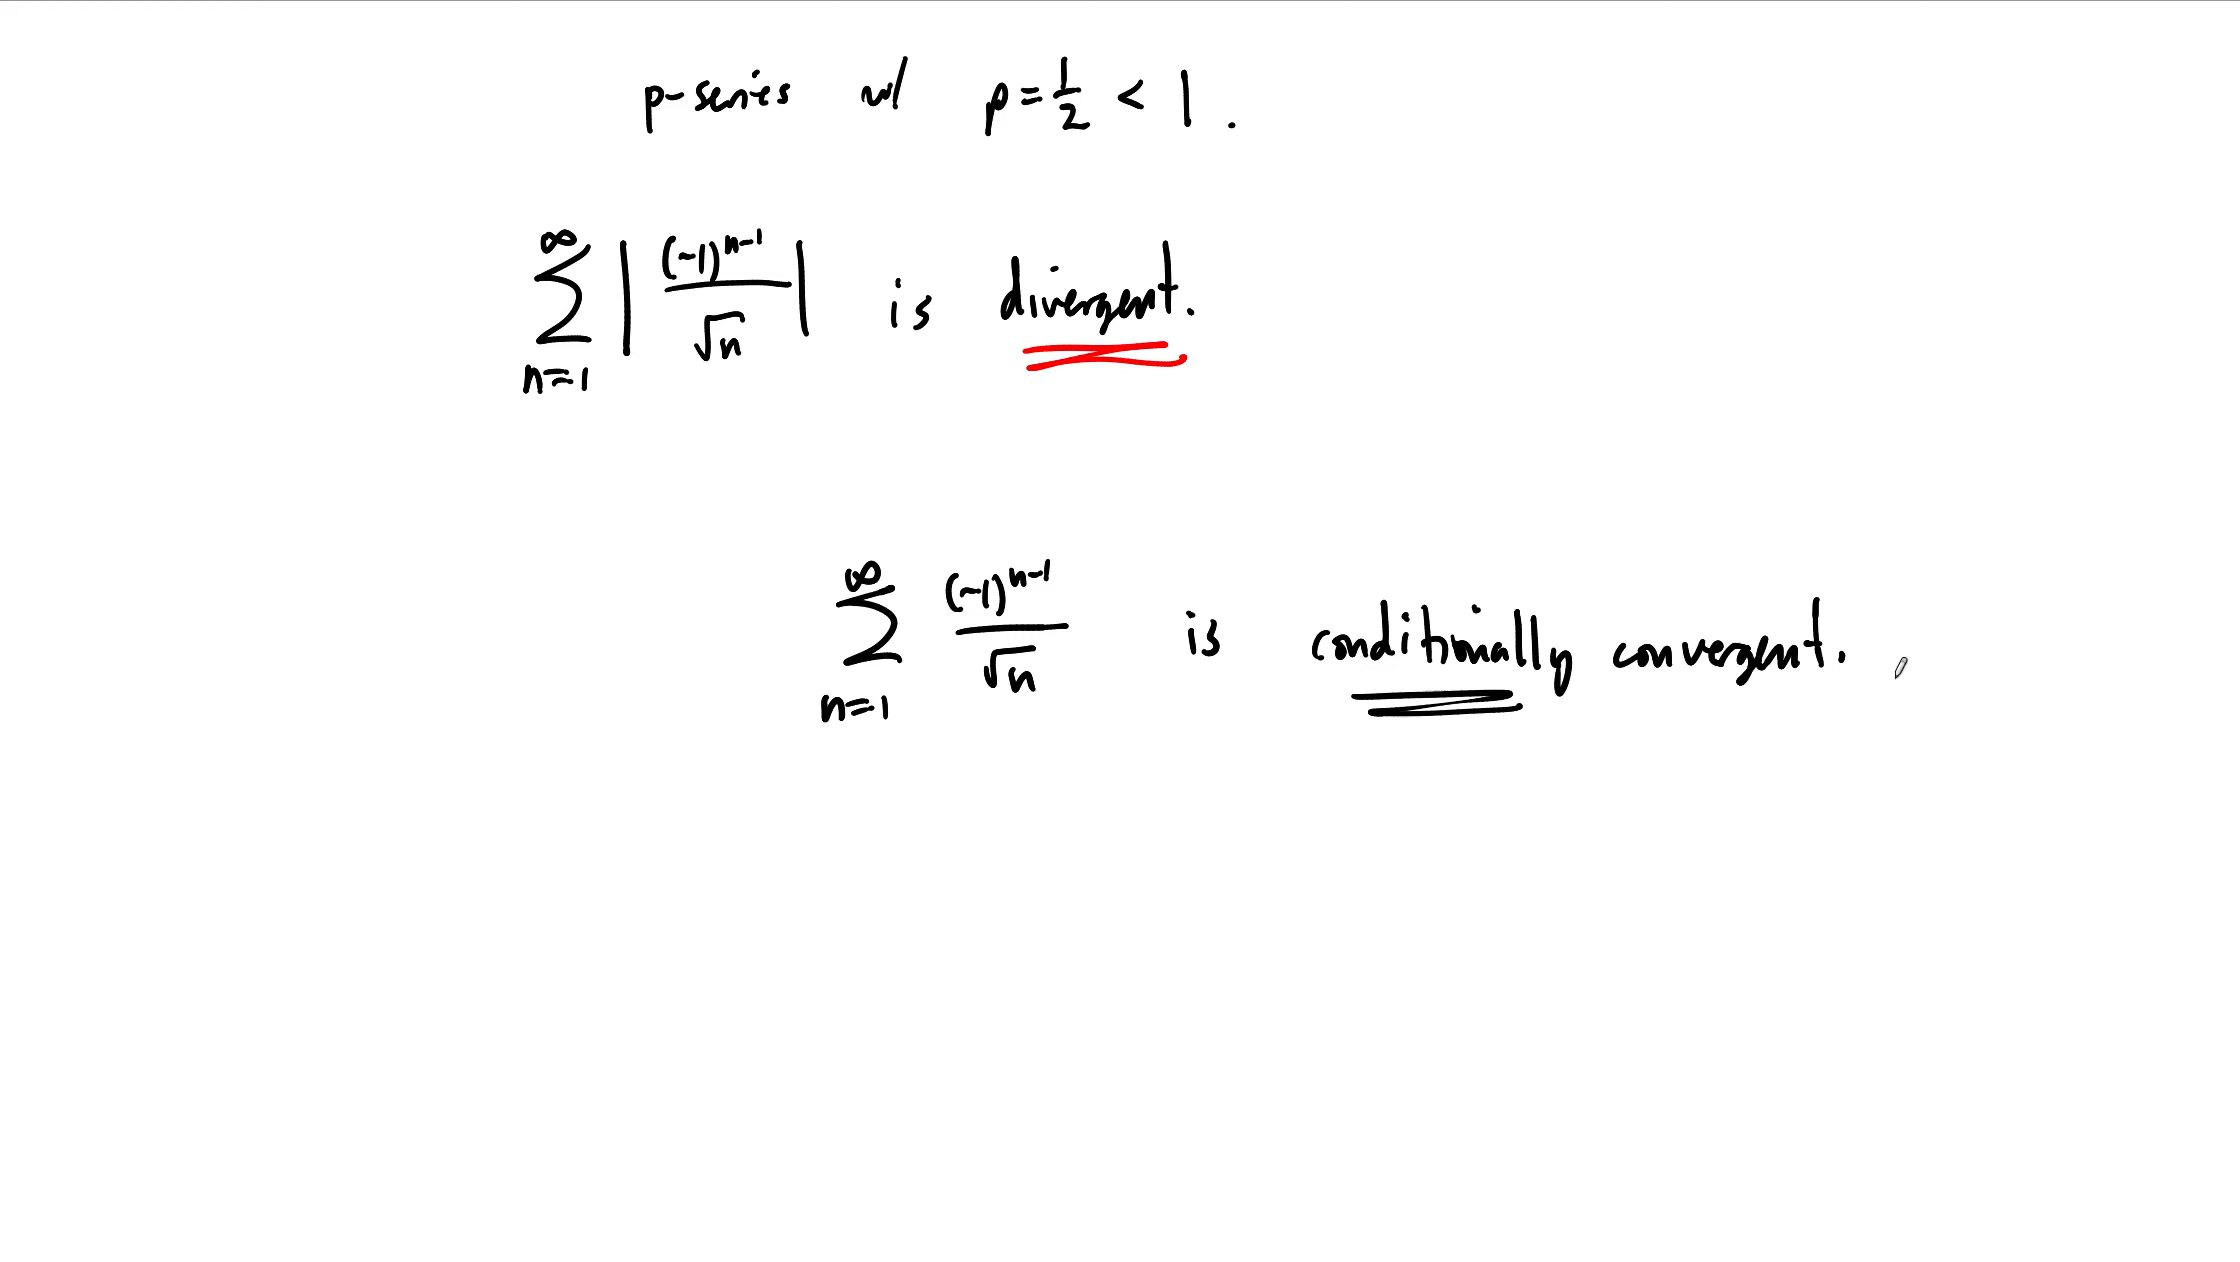 p-series w/ p = 1/2 < 1.
∑_{n=1}^{∞} | (-1)^{n-1} / √n | is divergent.
∑_{n=1}^{∞} (-1)^{n-1} / √n is conditionally convergent.